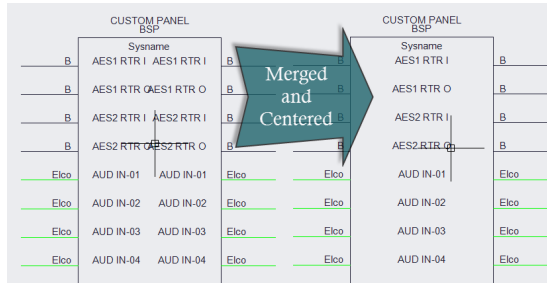 CUSTOM PANEL
BSP
Sysname
B AES1 RTR I AES1 RTR I B
B AES1 RTR O AES1 RTR O B
B AES2 RTR I AES2 RTR I B
B AES2 RTR O AES2 RTR O B
Elco AUD IN-01 AUD IN-01 Elco
Elco AUD IN-02 AUD IN-02 Elco
Elco AUD IN-03 AUD IN-03 Elco
Elco AUD IN-04 AUD IN-04 Elco
Merged
and
Centered
CUSTOM PANEL
BSP
Sysname
B AES1 RTR I B
AES1 RTR O B
AES2 RTR I B
B AES2 RTR O B
Elco AUD IN-01 Elco
Elco AUD IN-02 Elco
Elco AUD IN-03 Elco
Elco AUD IN-04 Elco